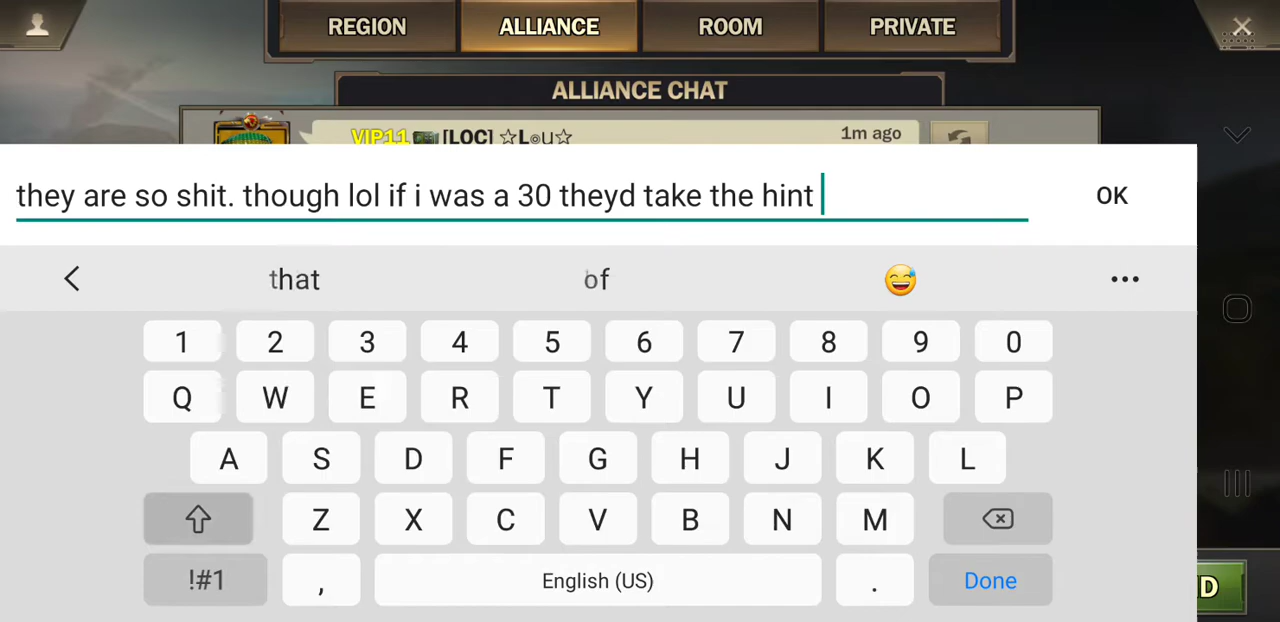 REGION ALLIANCE ROOM PRIVATE
ALLIANCE CHAT
VIP11 [LOC] ☆L๏U☆ 1m ago
they are so shit. though lol if i was a 30 theyd take the hint OK
that of 😅 •••
1 2 3 4 5 6 7 8 9 0
Q W E R T Y U I O P
A S D F G H J K L
Z X C V B N M
!#1 , English (US) . Done
D